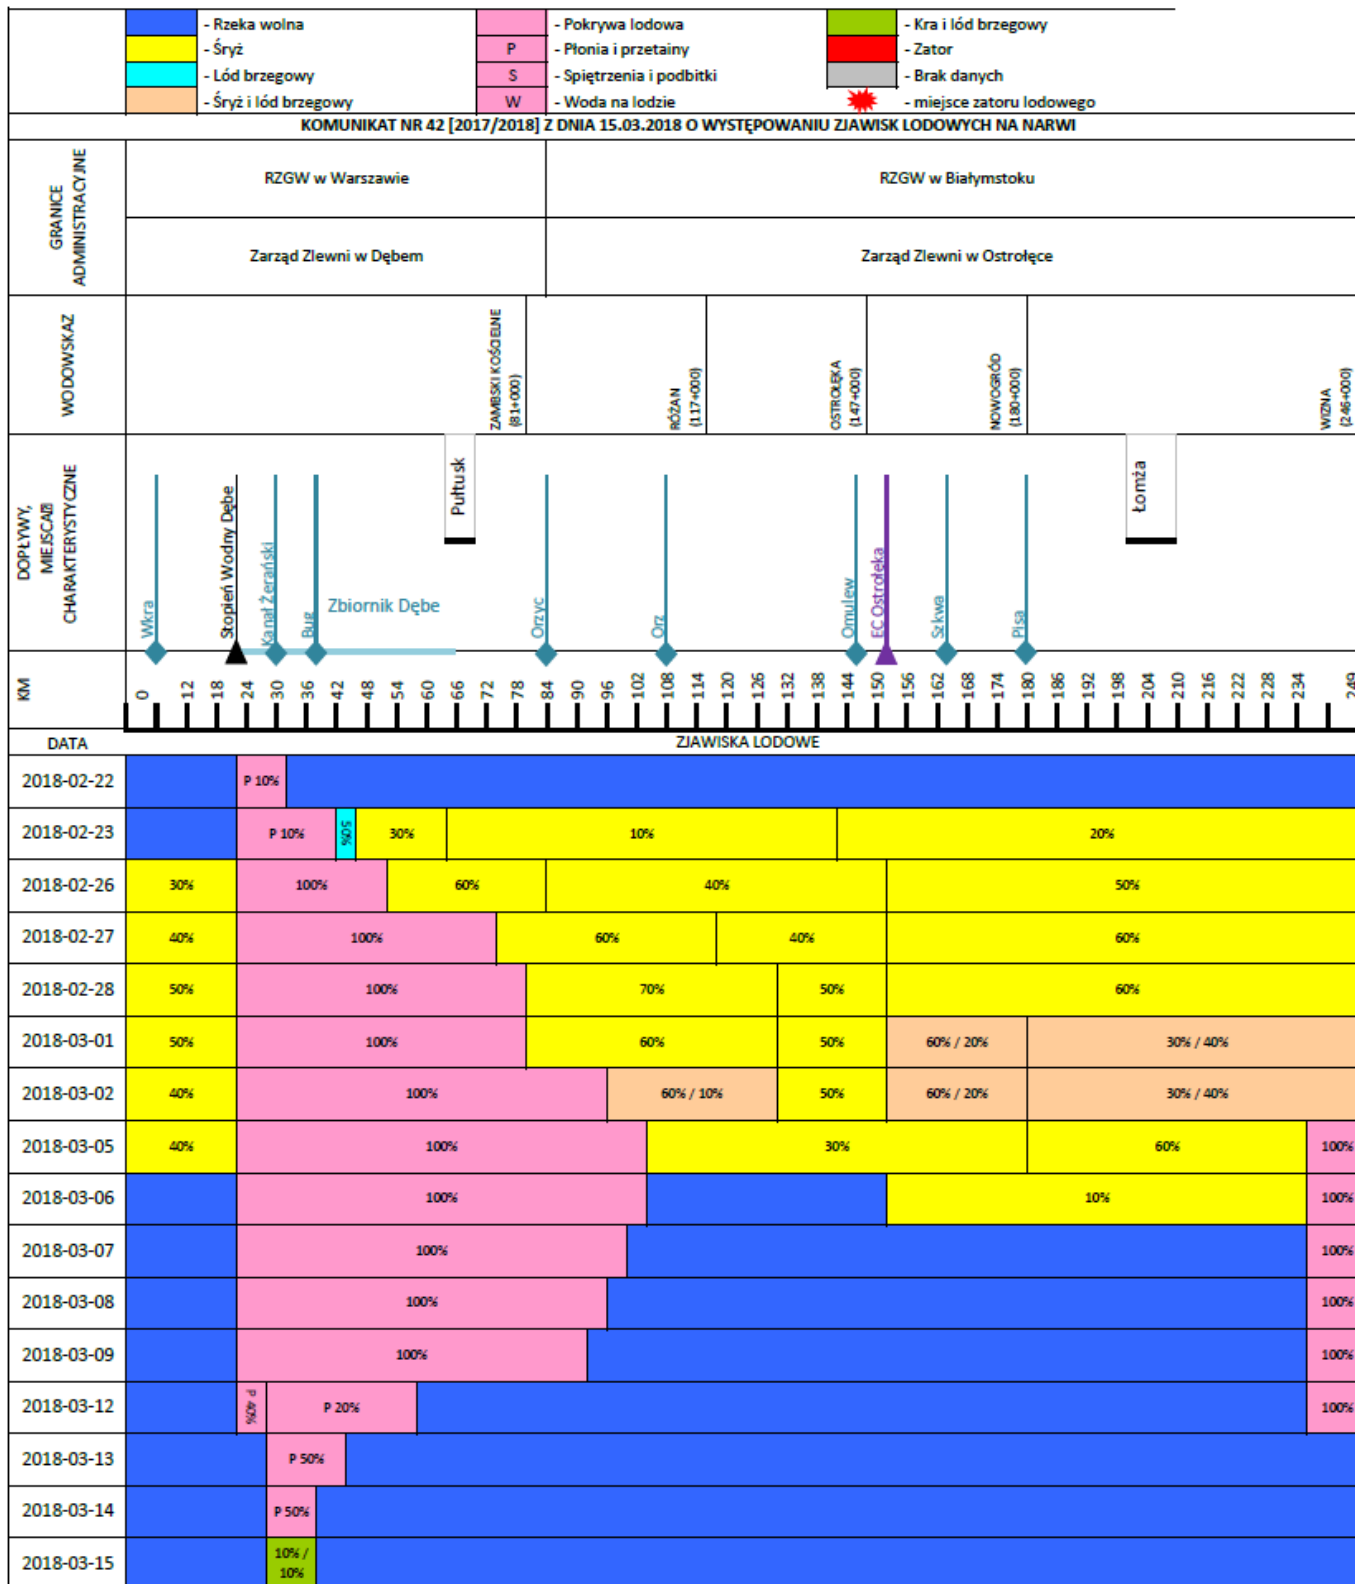 - Rzeka wolna
- Pokrywa lodowa
- Kra i lód brzegowy
- Śryż
P - Płonia i przetainy
- Zator
- Lód brzegowy
S - Spiętrzenia i podbitki
- Brak danych
- Śryż i lód brzegowy
W - Woda na lodzie
- miejsce zatoru lodowego
KOMUNIKAT NR 42 [2017/2018] Z DNIA 15.03.2018 O WYSTĘPOWANIU ZJAWISK LODOWYCH NA NARWI
GRANICE
ADMINISTRACYJNE
RZGW w Warszawie
RZGW w Białymstoku
Zarząd Zlewni w Dębem
Zarząd Zlewni w Ostrołęce
WODOWSKAZ
ZAMBSKI KOŚCIELNE
(81+000)
RÓŻAN
(117+000)
OSTROŁĘKA
(147+000)
NOWOGRÓD
(180+000)
WIZNA
(246+000)
DOPŁYWY,
MIEJSCA
CHARAKTERYSTYCZNE
Wkra
Stopień Wodny Dębe
Kanał Żerański
Bug
Zbiornik Dębe
Pułtusk
Orzyc
Orz
Omulew
EC Ostrołęka
Szkwa
Pisa
Łomża
KM
0 12 18 24 30 36 42 48 54 60 66 72 78 84 90 96 102 108 114 120 126 132 138 144 150 156 162 168 174 180 186 192 198 204 210 216 222 228 234 249
DATA ZJAWISKA LODOWE
2018-02-22 P 10%
2018-02-23 P 10% 50% 30% 10% 20%
2018-02-26 30% 100% 60% 40% 50%
2018-02-27 40% 100% 60% 40% 60%
2018-02-28 50% 100% 70% 50% 60%
2018-03-01 50% 100% 60% 50% 60% / 20% 30% / 40%
2018-03-02 40% 100% 60% / 10% 50% 60% / 20% 30% / 40%
2018-03-05 40% 100% 30% 60% 100%
2018-03-06 100% 10% 100%
2018-03-07 100% 100%
2018-03-08 100% 100%
2018-03-09 100% 100%
2018-03-12 P 40% P 20% 100%
2018-03-13 P 50%
2018-03-14 P 50%
2018-03-15 10% /
10%